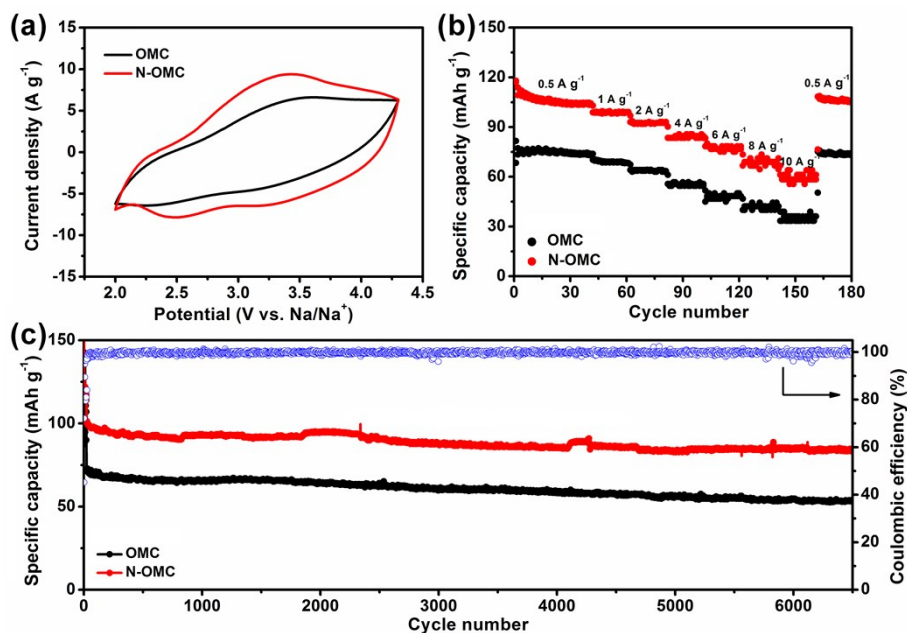 (a)
OMC
N-OMC
Current density (A g⁻¹)
15
10
5
0
-5
-10
-15
2.0 2.5 3.0 3.5 4.0 4.5
Potential (V vs. Na/Na⁺)
(b)
Specific capacity (mAh g⁻¹)
150
120
90
60
30
0
0.5 A g⁻¹
1 A g⁻¹
2 A g⁻¹
4 A g⁻¹
6 A g⁻¹
8 A g⁻¹
10 A g⁻¹
0.5 A g⁻¹
OMC
N-OMC
0 30 60 90 120 150 180
Cycle number
(c)
Specific capacity (mAh g⁻¹)
150
100
50
0
OMC
N-OMC
0 1000 2000 3000 4000 5000 6000
Cycle number
100
80
60
40
20
0
Coulombic efficiency (%)